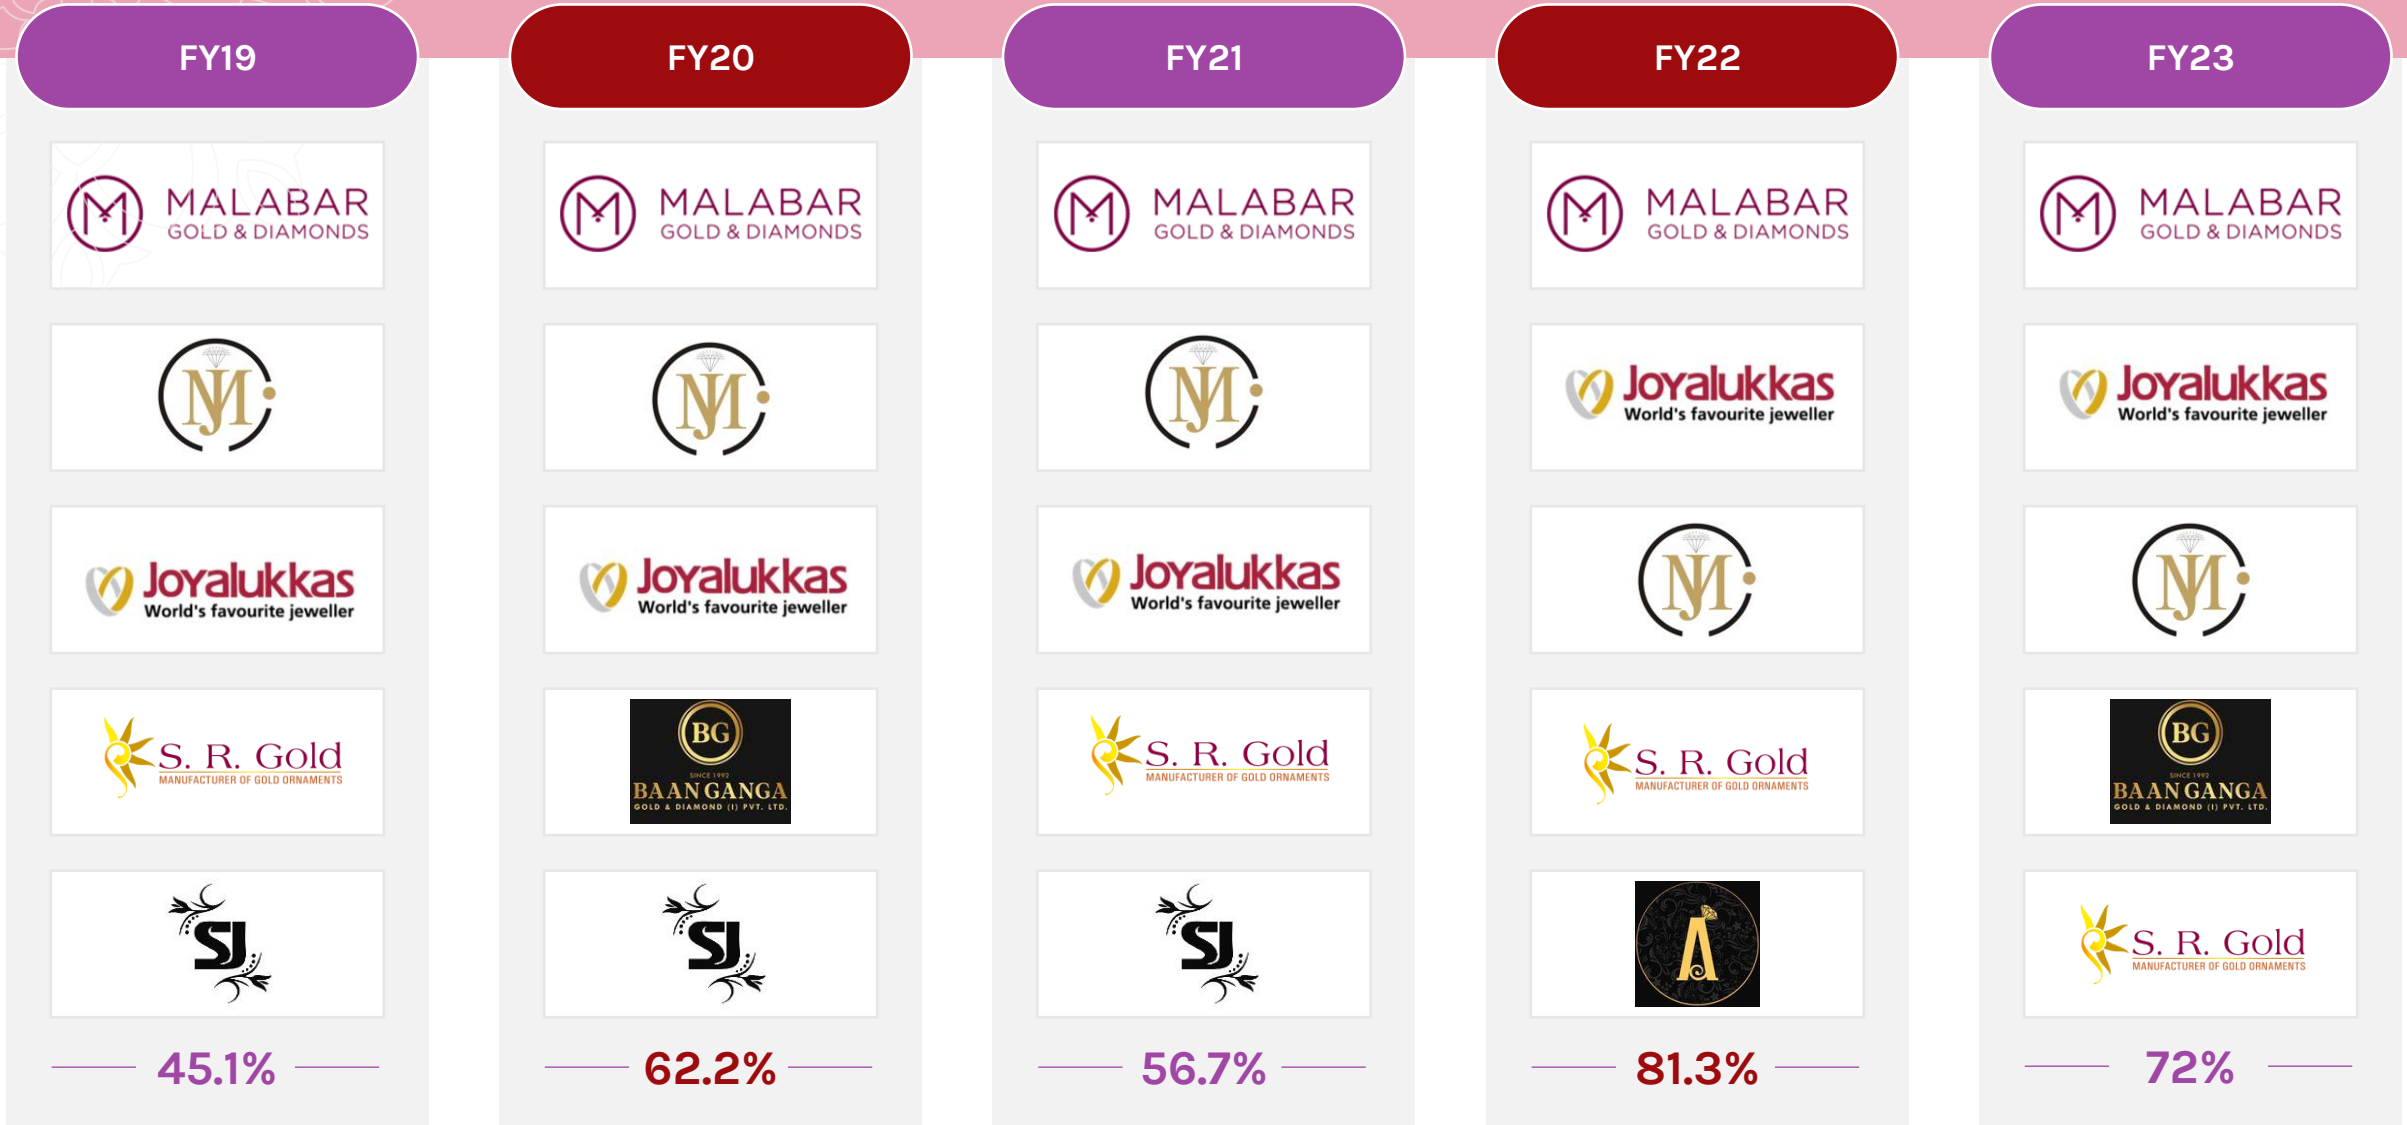 FY19
MALABAR
GOLD & DIAMONDS
MJ
Joyalukkas
World's favourite jeweller
S. R. Gold
MANUFACTURER OF GOLD ORNAMENTS
SJ
45.1%
FY20
MALABAR
GOLD & DIAMONDS
MJ
Joyalukkas
World's favourite jeweller
BG
SINCE 1992
BAANGANGA
GOLD & DIAMOND (I) PVT. LTD.
SJ
62.2%
FY21
MALABAR
GOLD & DIAMONDS
MJ
Joyalukkas
World's favourite jeweller
S. R. Gold
MANUFACTURER OF GOLD ORNAMENTS
SJ
56.7%
FY22
MALABAR
GOLD & DIAMONDS
Joyalukkas
World's favourite jeweller
MJ
S. R. Gold
MANUFACTURER OF GOLD ORNAMENTS
A
81.3%
FY23
MALABAR
GOLD & DIAMONDS
Joyalukkas
World's favourite jeweller
MJ
BG
SINCE 1992
BAANGANGA
GOLD & DIAMOND (I) PVT. LTD.
S. R. Gold
MANUFACTURER OF GOLD ORNAMENTS
72%